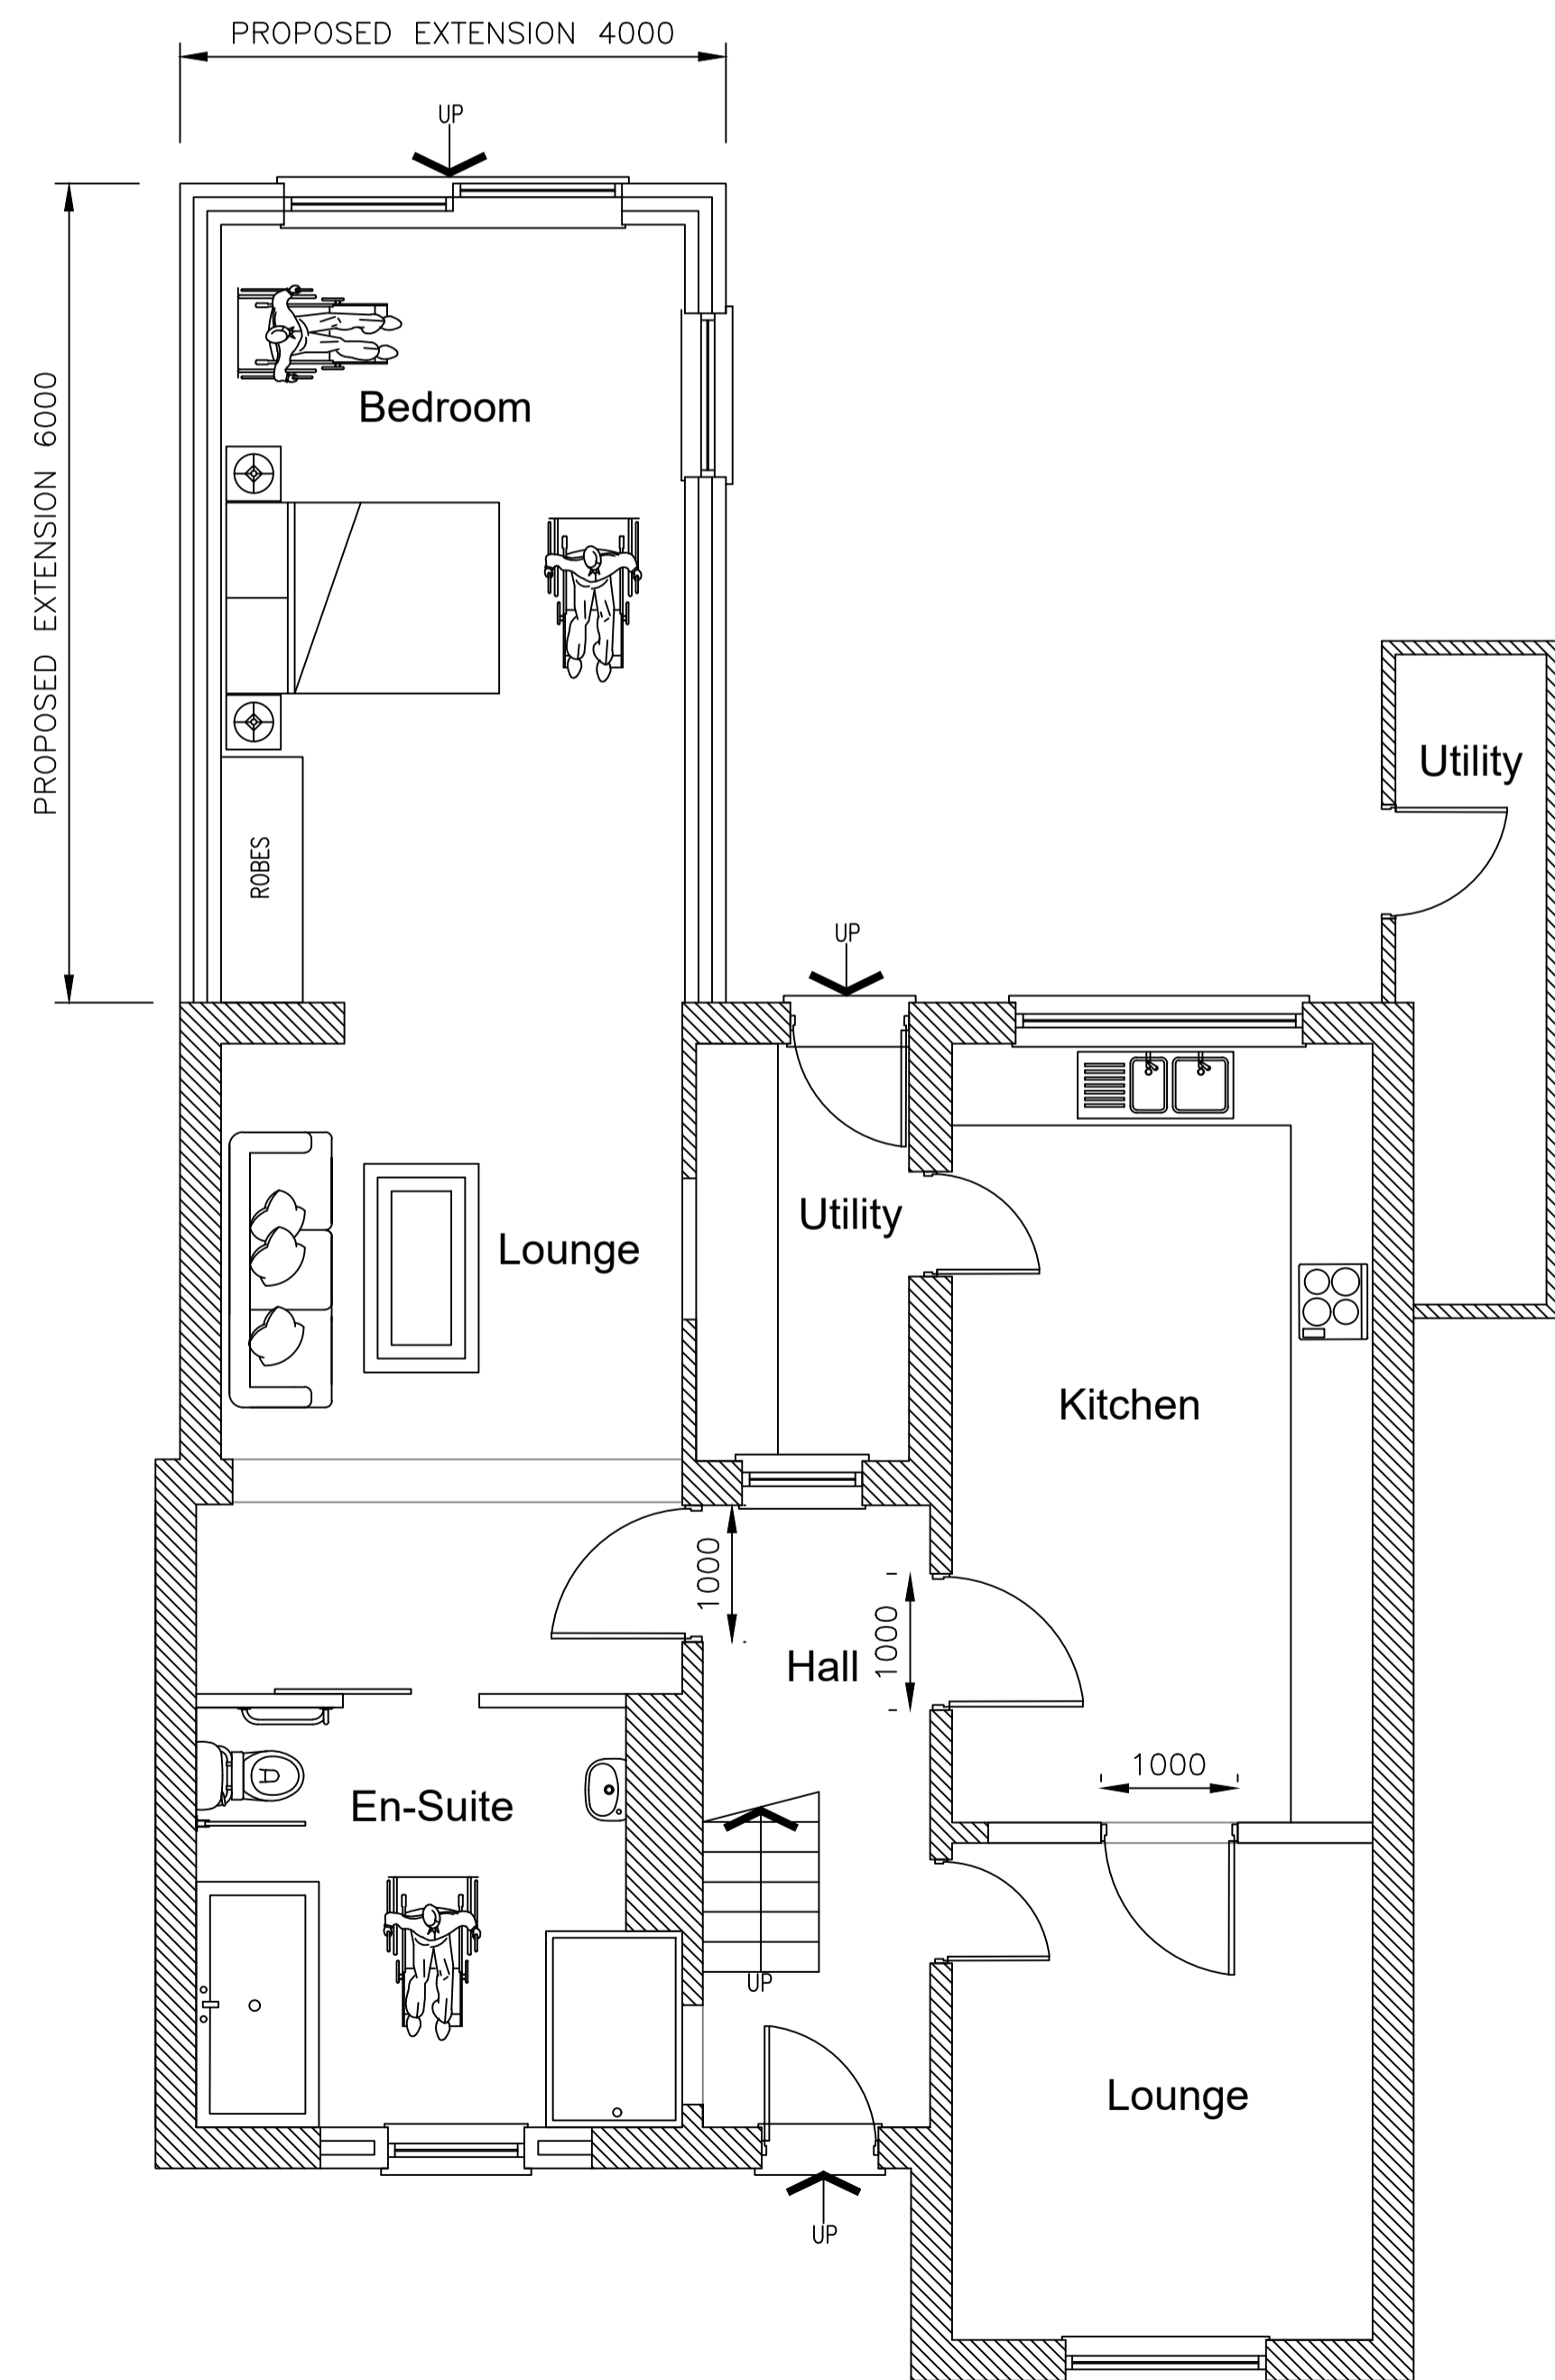 PROPOSED EXTENSION 4000
UP
PROPOSED EXTENSION 6000
Bedroom
Utility
ROBES
UP
Utility
Lounge
Kitchen
1000
1000
Hall
1000
En-Suite
UP
Lounge
UP